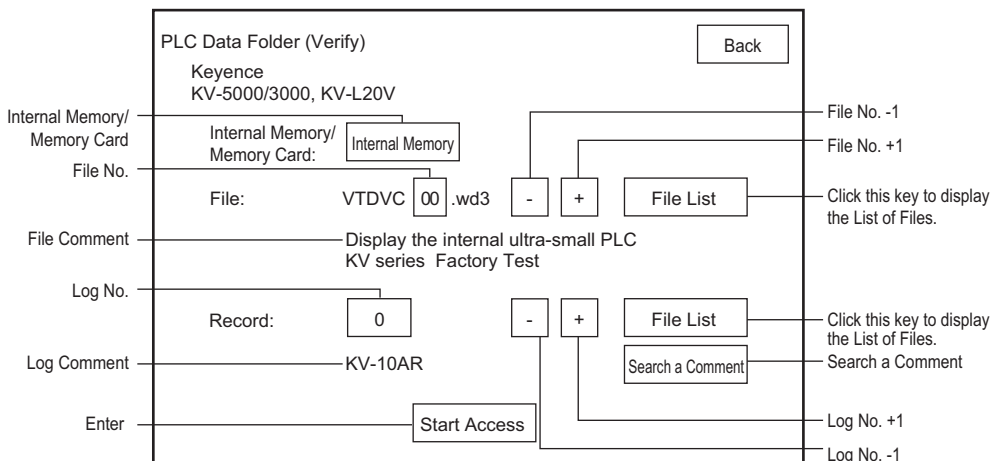 PLC Data Folder (Verify)
Back
Keyence
KV-5000/3000, KV-L20V
Internal Memory/
Memory Card
Internal Memory/
Memory Card:
Internal Memory
File No. -1
File No. +1
File No.
File:
VTDVC 00 .wd3
-
+
File List
Click this key to display
the List of Files.
File Comment
Display the internal ultra-small PLC
KV series Factory Test
Log No.
Record:
0
-
+
File List
Click this key to display
the List of Files.
Log Comment
KV-10AR
Search a Comment
Search a Comment
Enter
Start Access
Log No. +1
Log No. -1